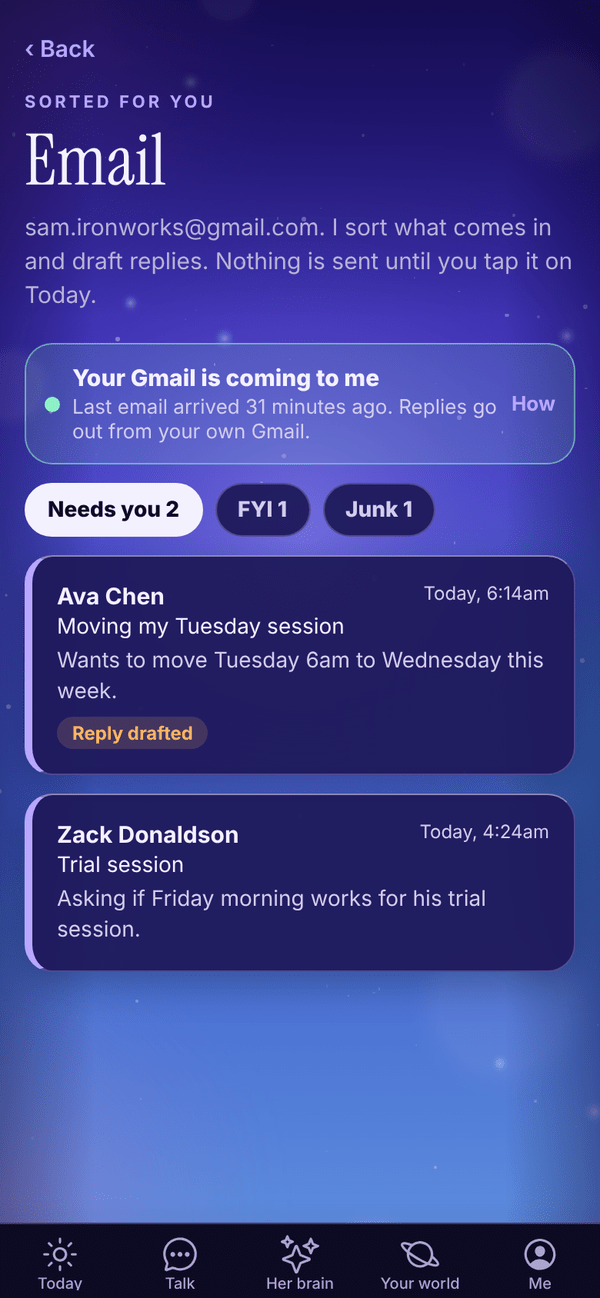 ‹ Back
SORTED FOR YOU
Email
sam.ironworks@gmail.com. I sort what comes in
and draft replies. Nothing is sent until you tap it on
Today.
Your Gmail is coming to me
Last email arrived 31 minutes ago. Replies go
out from your own Gmail.
How
Needs you 2
FYI 1
Junk 1
Ava Chen
Today, 6:14am
Moving my Tuesday session
Wants to move Tuesday 6am to Wednesday this
week.
Reply drafted
Zack Donaldson
Today, 4:24am
Trial session
Asking if Friday morning works for his trial
session.
Today
Talk
Her brain
Your world
Me